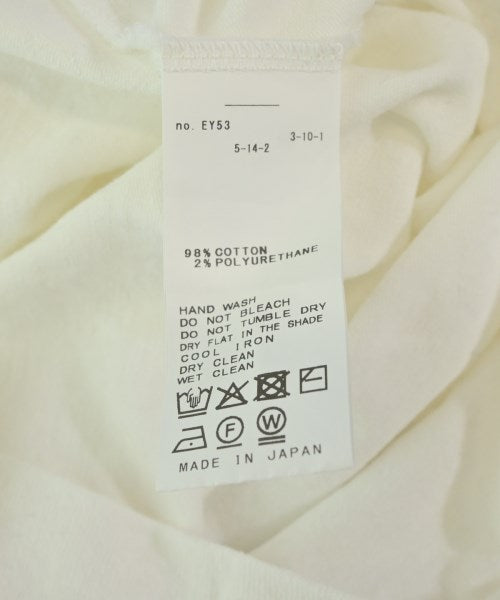 no. EY53
3-10-1
5-14-2
98% COTTON
2% POLYURETHANE
HAND WASH
DO NOT BLEACH
DO NOT TUMBLE DRY
DRY FLAT IN THE SHADE
COOL IRON
DRY CLEAN
WET CLEAN
F W
MADE IN JAPAN